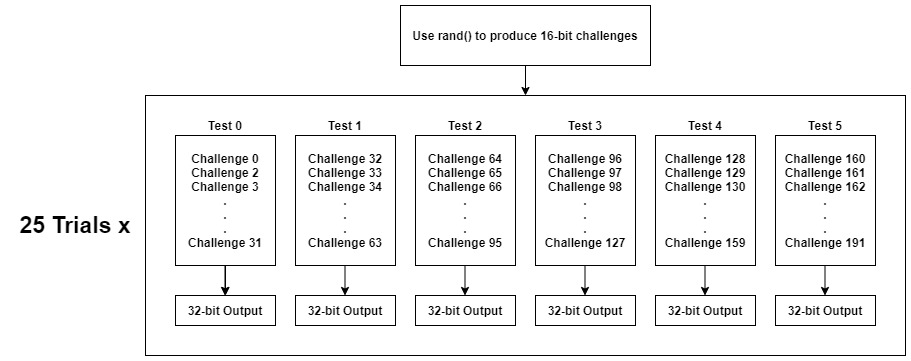 Use rand() to produce 16-bit challenges
Test 0
Test 1
Test 2
Test 3
Test 4
Test 5
Challenge 0
Challenge 2
Challenge 3
.
.
.
Challenge 31
Challenge 32
Challenge 33
Challenge 34
.
.
.
Challenge 63
Challenge 64
Challenge 65
Challenge 66
.
.
.
Challenge 95
Challenge 96
Challenge 97
Challenge 98
.
.
.
Challenge 127
Challenge 128
Challenge 129
Challenge 130
.
.
.
Challenge 159
Challenge 160
Challenge 161
Challenge 162
.
.
.
Challenge 191
25 Trials x
32-bit Output
32-bit Output
32-bit Output
32-bit Output
32-bit Output
32-bit Output